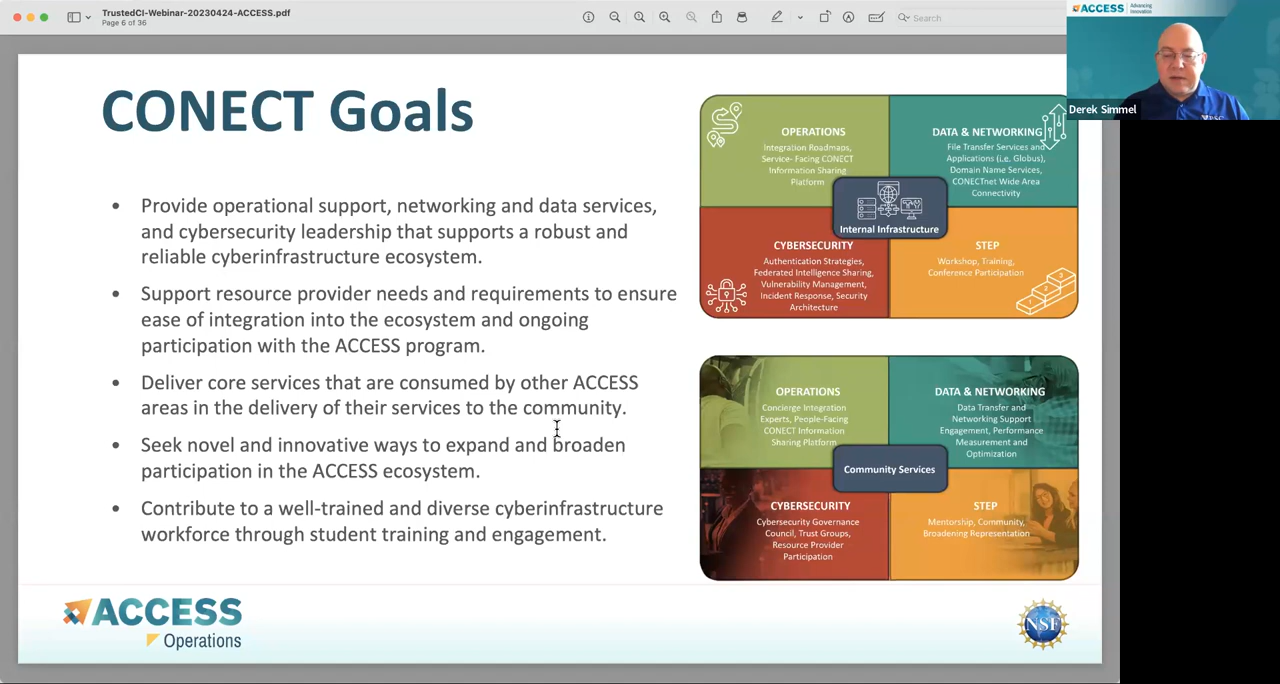 TrustedCI-Webinar-20230424-ACCESS.pdf
Page 6 of 36
Search
ACCESS Advancing
Innovation
Derek Simmel
PSC
CONECT Goals
Provide operational support, networking and data services,
and cybersecurity leadership that supports a robust and
reliable cyberinfrastructure ecosystem.
Support resource provider needs and requirements to ensure
ease of integration into the ecosystem and ongoing
participation with the ACCESS program.
Deliver core services that are consumed by other ACCESS
areas in the delivery of their services to the community.
Seek novel and innovative ways to expand and broaden
participation in the ACCESS ecosystem.
Contribute to a well-trained and diverse cyberinfrastructure
workforce through student training and engagement.
OPERATIONS
Integration Roadmaps,
Service- Facing CONECT
Information Sharing
Platform
DATA & NETWORKING
File Transfer Services and
Applications (i.e. Globus),
Domain Name Services,
CONECTnet Wide Area
Connectivity
Internal Infrastructure
CYBERSECURITY
Authentication Strategies,
Federated Intelligence Sharing,
Vulnerability Management,
Incident Response, Security
Architecture
STEP
Workshop, Training,
Conference Participation
1 2 3
OPERATIONS
Concierge Integration
Experts, People-Facing
CONECT Information
Sharing Platform
DATA & NETWORKING
Data Transfer and
Networking Support
Engagement, Performance
Measurement and
Optimization
Community Services
CYBERSECURITY
Cybersecurity Governance
Council, Trust Groups,
Resource Provider
Participation
STEP
Mentorship, Community,
Broadening Representation
ACCESS
Operations
NSF